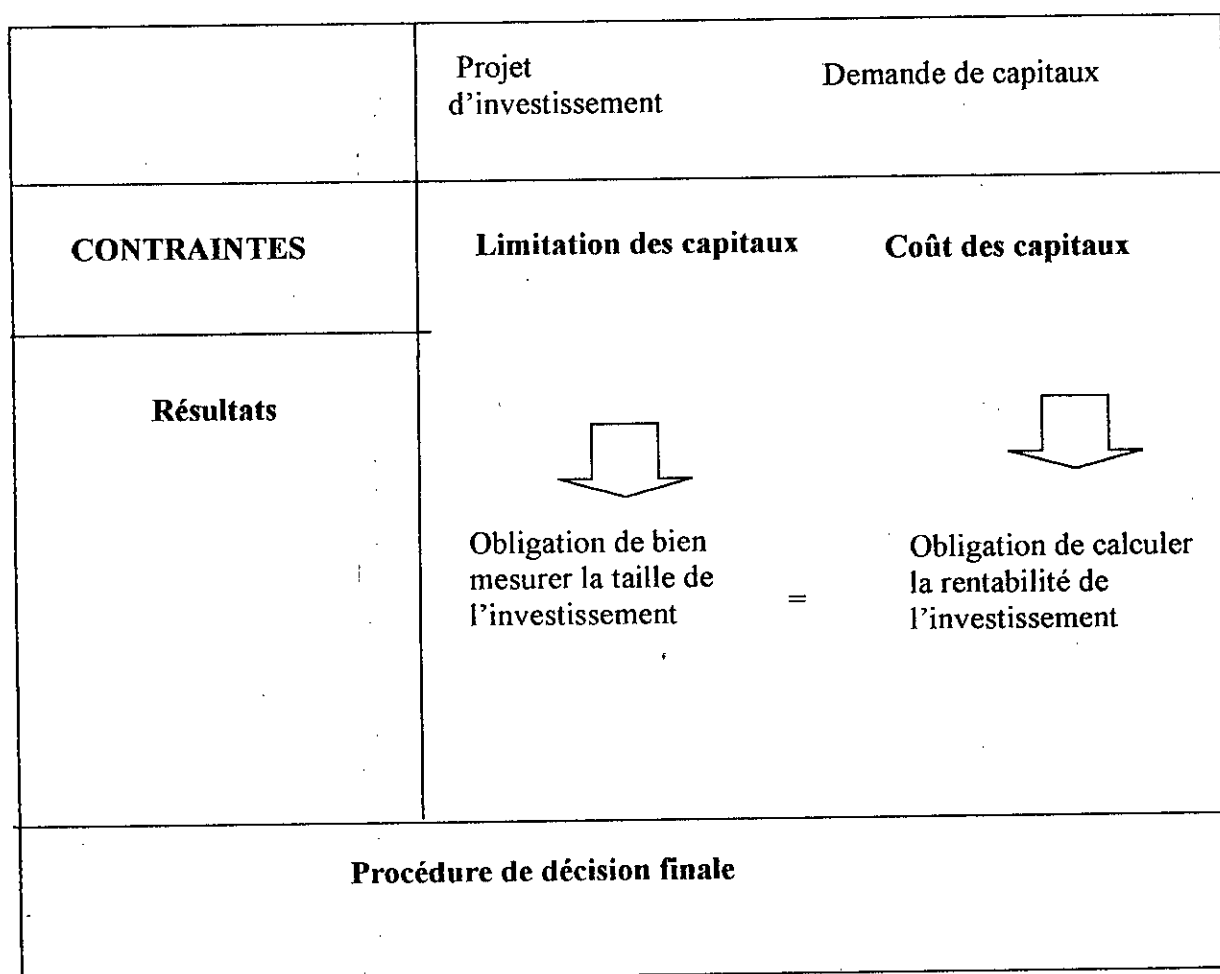 Projet
d'investissement
Demande de capitaux
CONTRAINTES
Limitation des capitaux
Coût des capitaux
Résultats
Obligation de bien
mesurer la taille de
l'investissement
=
Obligation de calculer
la rentabilité de
l'investissement
Procédure de décision finale